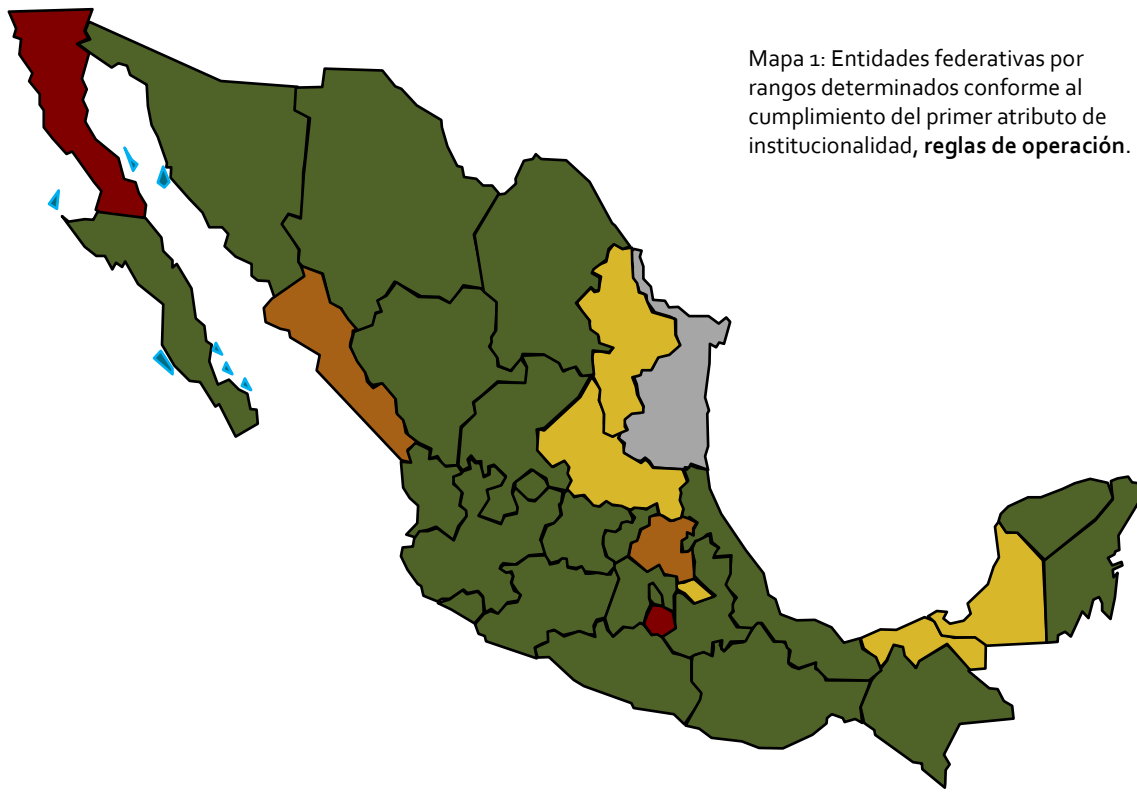 Mapa 1: Entidades federativas por
rangos determinados conforme al
cumplimiento del primer atributo de
institucionalidad, reglas de operación.